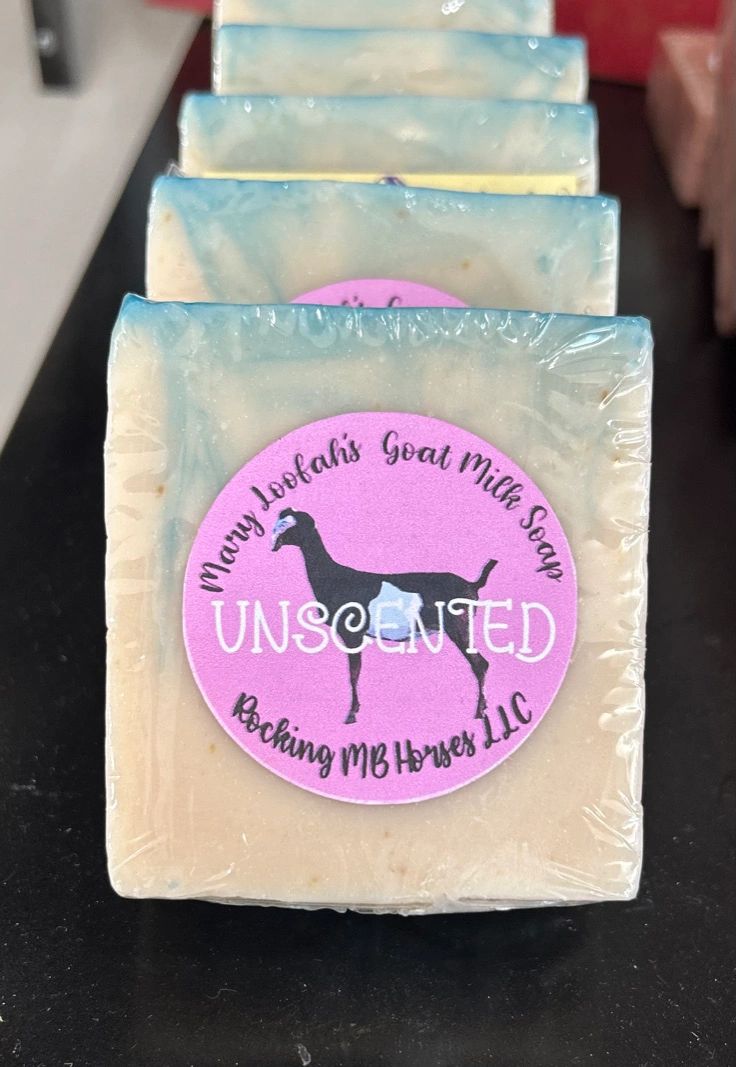 Mary Loofah's Goat Milk Soap
UNSCENTED
Rocking MB Horses LLC